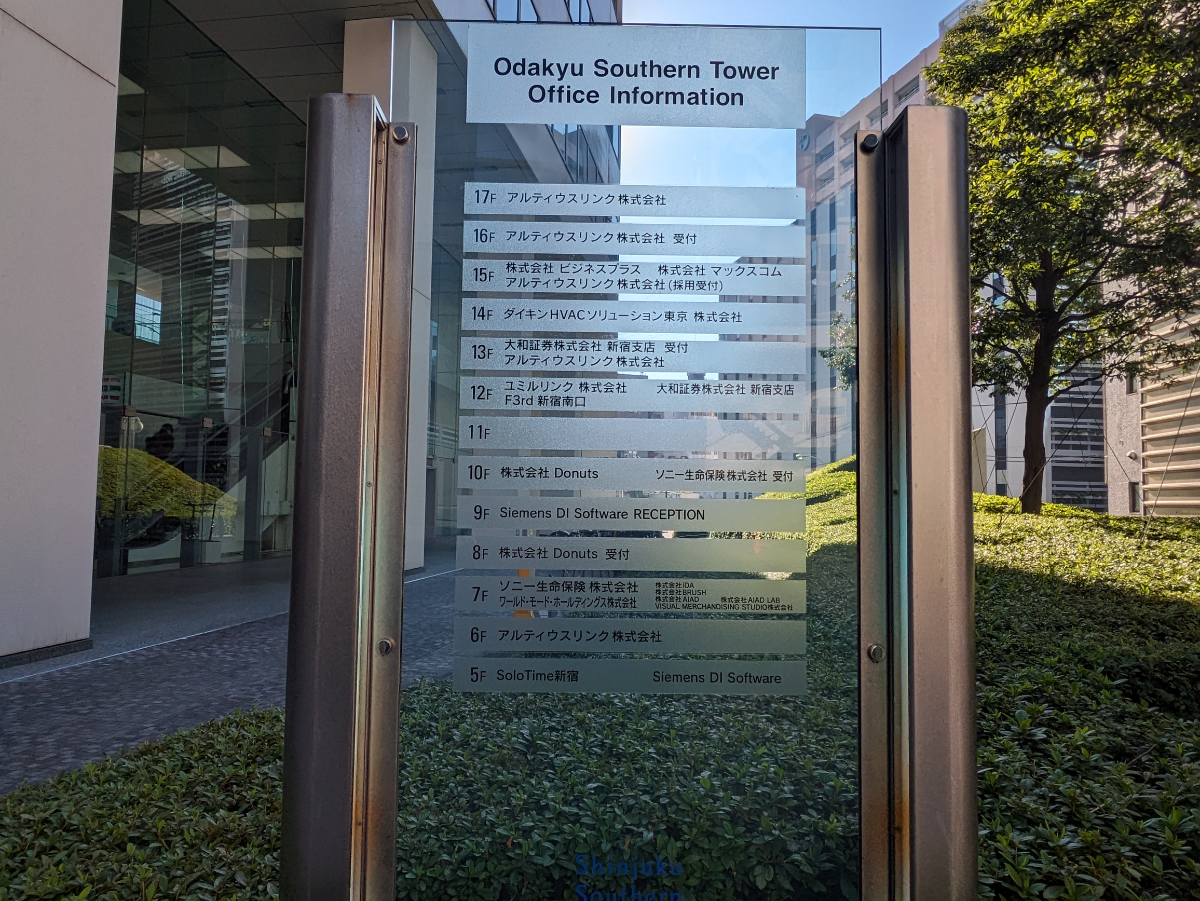 Odakyu Southern Tower
Office Information
17F アルティウスリンク株式会社
16F アルティウスリンク株式会社 受付
15F 株式会社 ビジネスプラス 株式会社 マックスコム
アルティウスリンク株式会社(採用受付)
14F ダイキンHVACソリューション東京 株式会社
13F 大和証券株式会社 新宿支店 受付
アルティウスリンク株式会社
12F ユミルリンク 株式会社 大和証券株式会社 新宿支店
F3rd 新宿南口
11F
10F 株式会社 Donuts ソニー生命保険株式会社 受付
9F Siemens DI Software RECEPTION
8F 株式会社 Donuts 受付
7F ソニー生命保険 株式会社
ワールド・モード・ホールディングス株式会社
株式会社iDA
株式会社BRUSH
株式会社AIAD 株式会社AIAD LAB
VISUAL MERCHANDISING STUDIO株式会社
6F アルティウスリンク株式会社
5F SoloTime新宿 Siemens DI Software
Shinjuku
Southern